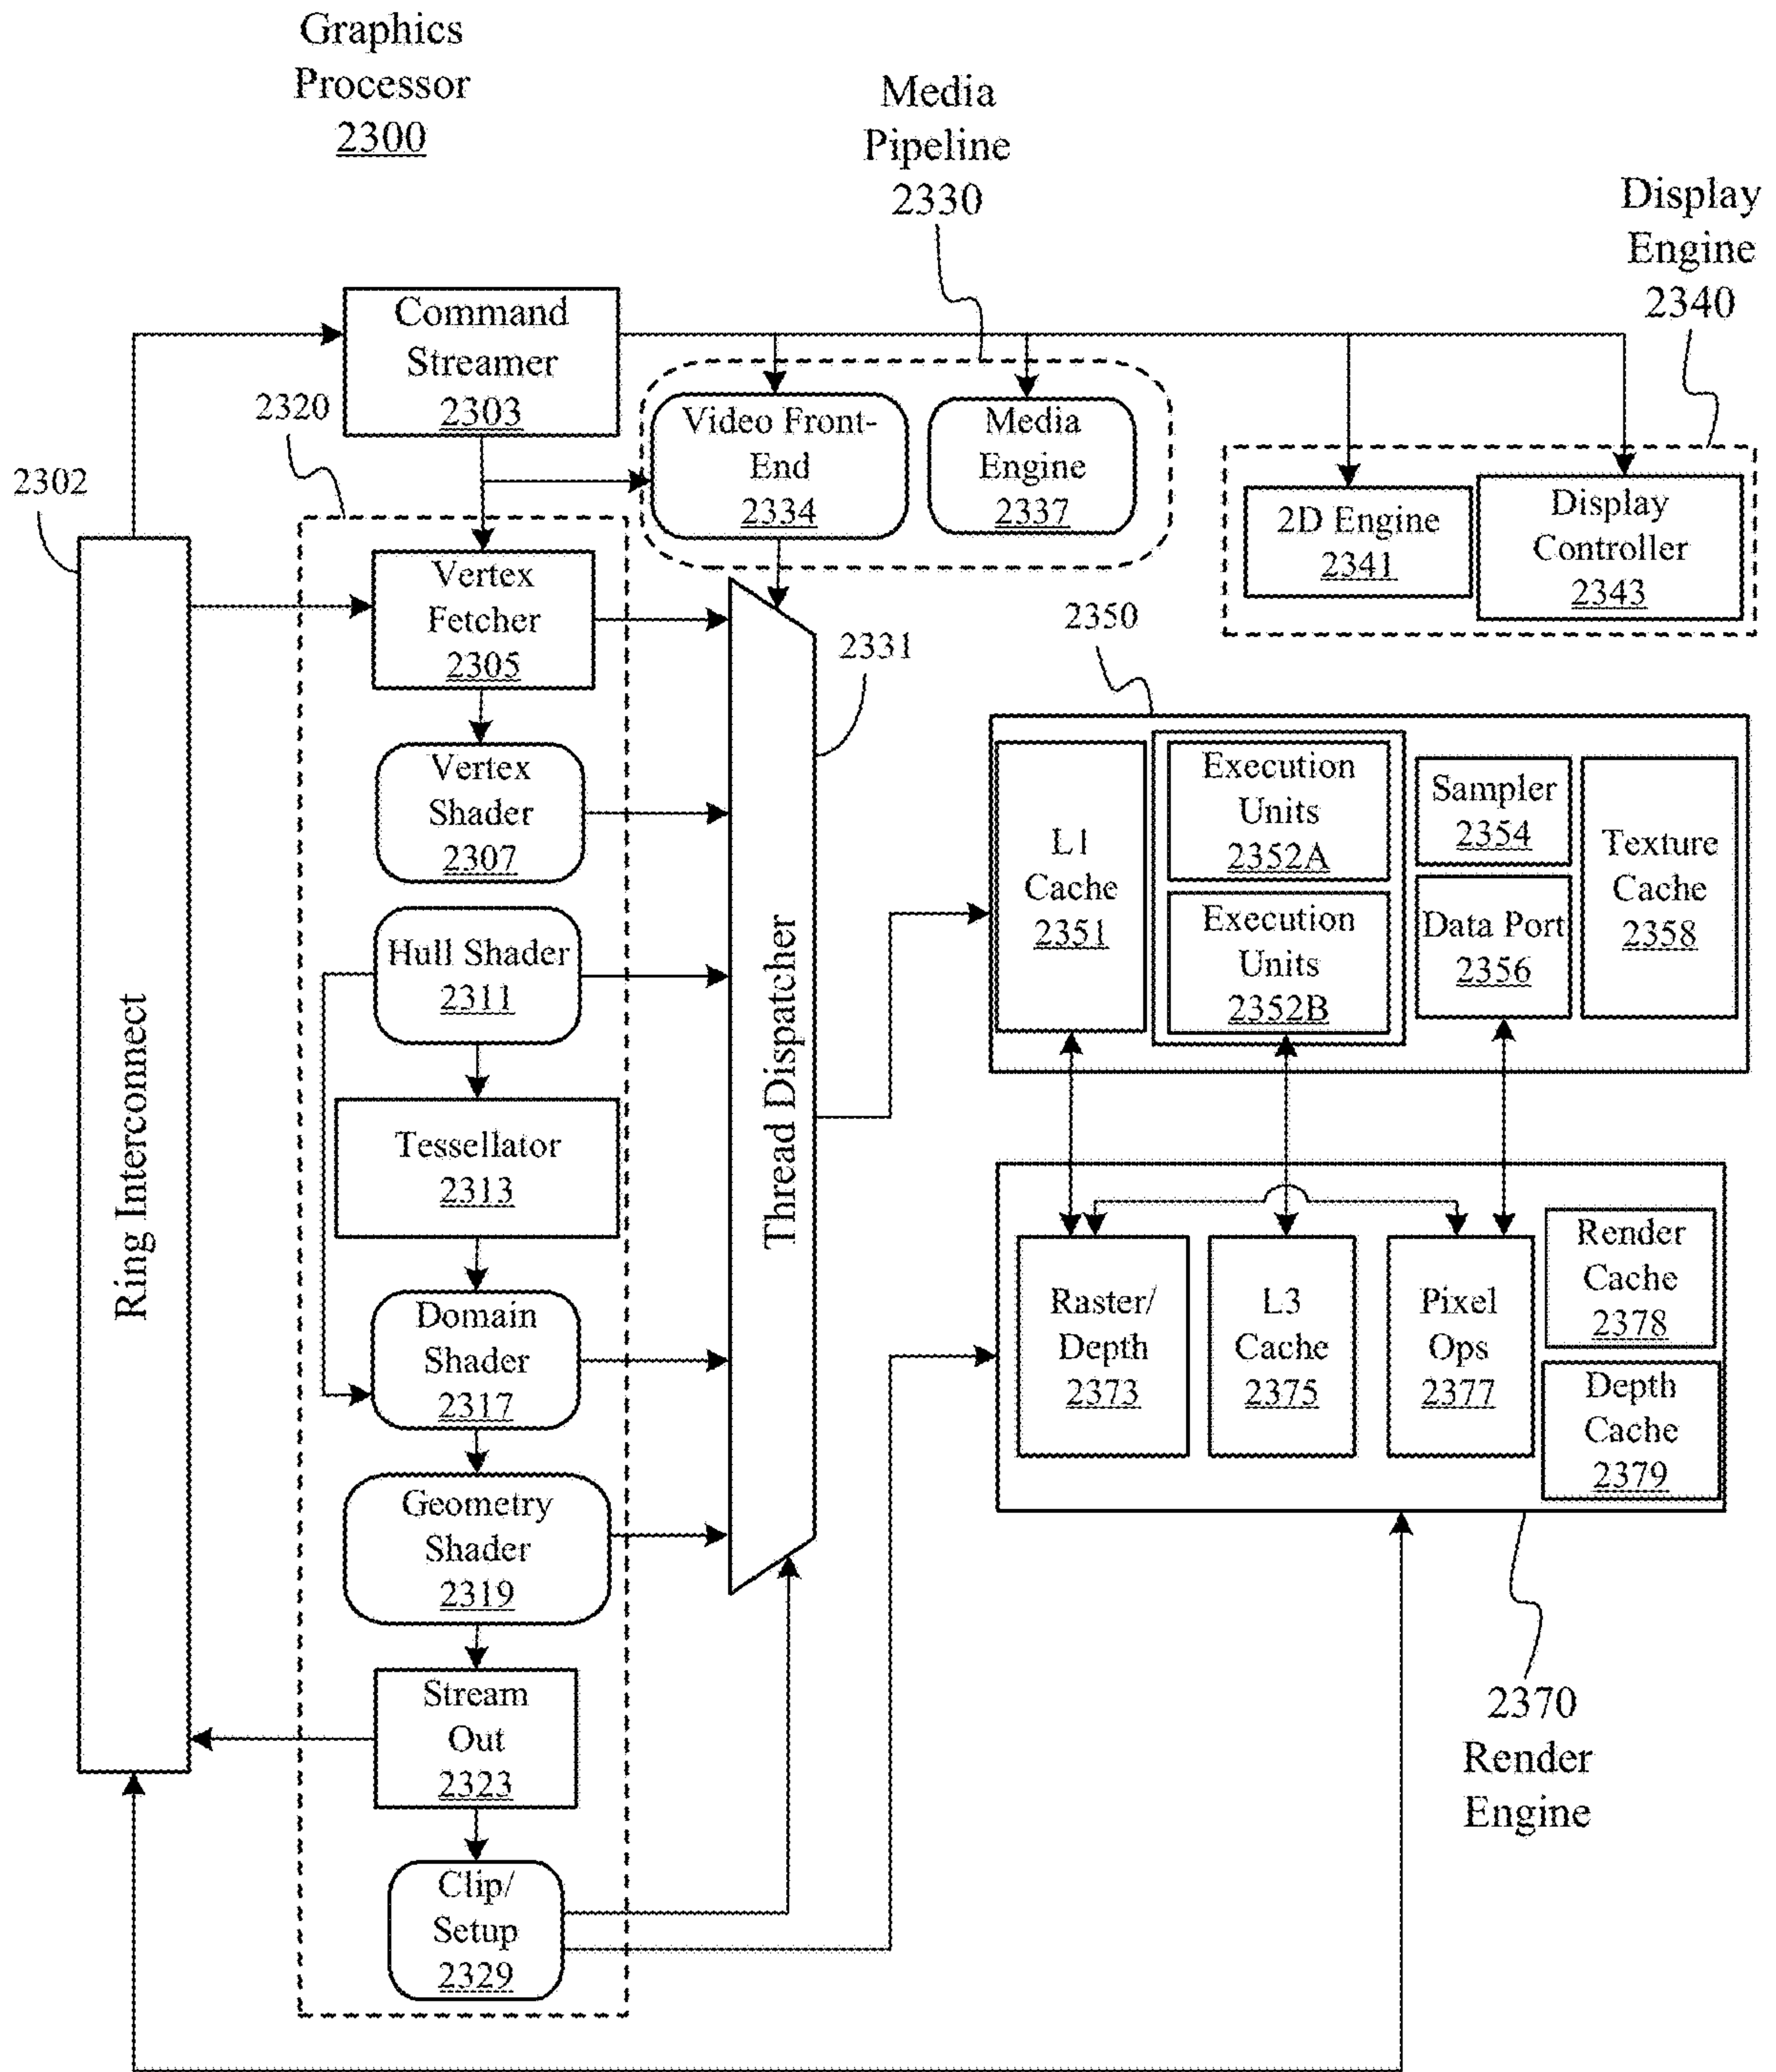 Graphics
Processor
2300
Media
Pipeline
2330
Display
Engine
2340
Command
Streamer
2303
2320
2302
Video Front-
End
2334
Media
Engine
2337
2D Engine
2341
Display
Controller
2343
Vertex
Fetcher
2305
2331
2350
Vertex
Shader
2307
Hull Shader
2311
Tessellator
2313
Domain
Shader
2317
Geometry
Shader
2319
Stream
Out
2323
Clip/
Setup
2329
Ring Interconnect
Thread Dispatcher
L1
Cache
2351
Execution
Units
2352A
Execution
Units
2352B
Sampler
2354
Data Port
2356
Texture
Cache
2358
Raster/
Depth
2373
L3
Cache
2375
Pixel
Ops
2377
Render
Cache
2378
Depth
Cache
2379
2370
Render
Engine